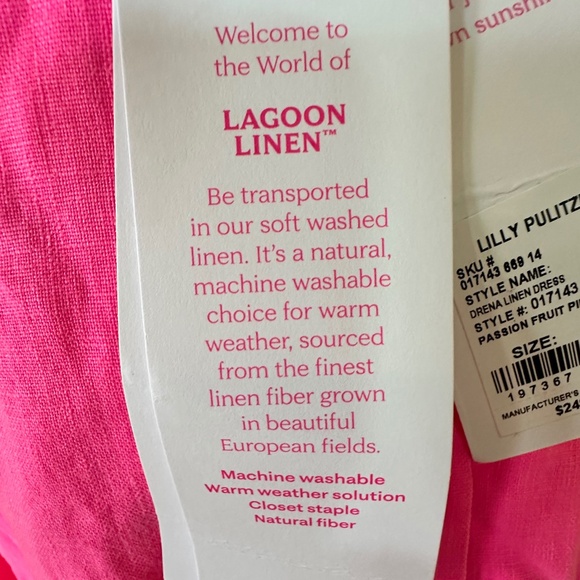 Welcome to
the World of
LAGOON
LINEN™
Be transported
in our soft washed
linen. It's a natural,
machine washable
choice for warm
weather, sourced
from the finest
linen fiber grown
in beautiful
European fields.
Machine washable
Warm weather solution
Closet staple
Natural fiber
sunshin
LILLY PULITZE
SKU #
017143 669 14
STYLE NAME:
DRENA LINEN DRESS
STYLE #: 017143
PASSION FRUIT PI
SIZE:
197367
MANUFACTURER'S
$24